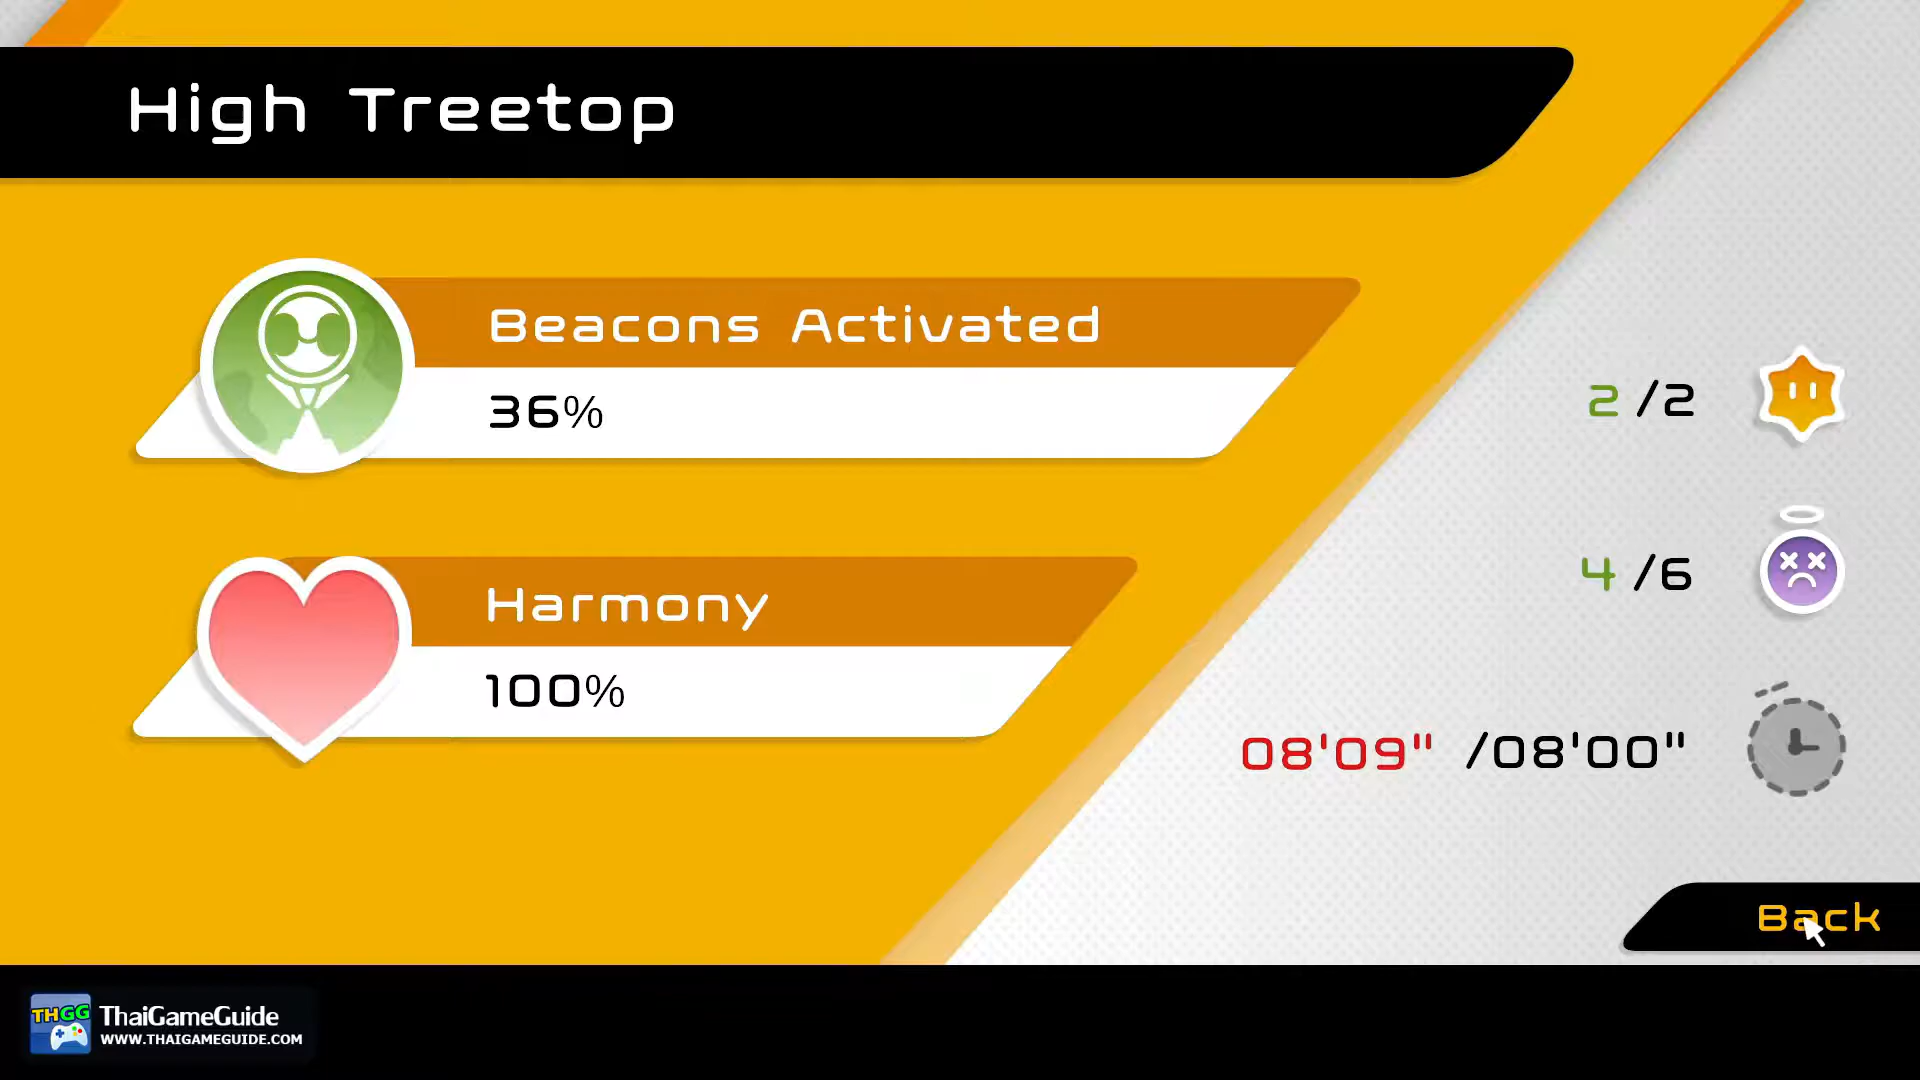 High Treetop
Beacons Activated
36%
2 /2
4 /6
Harmony
100%
08'09" /08'00"
Back
THGG
ThaiGameGuide
WWW.THAIGAMEGUIDE.COM